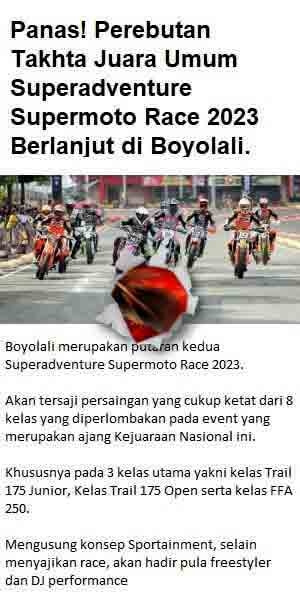 Panas! Perebutan
Takhta Juara Umum
Superadventure
Supermoto Race 2023
Berlanjut di Boyolali.
Boyolali merupakan putaran kedua
Superadventure Supermoto Race 2023.
Akan tersaji persaingan yang cukup ketat dari 8
kelas yang diperlombakan pada event yang
merupakan ajang Kejuaraan Nasional ini.
Khususnya pada 3 kelas utama yakni kelas Trail
175 Junior, Kelas Trail 175 Open serta kelas FFA
250.
Mengusung konsep Sportainment, selain
menyajikan race, akan hadir pula freestyler
dan DJ performance